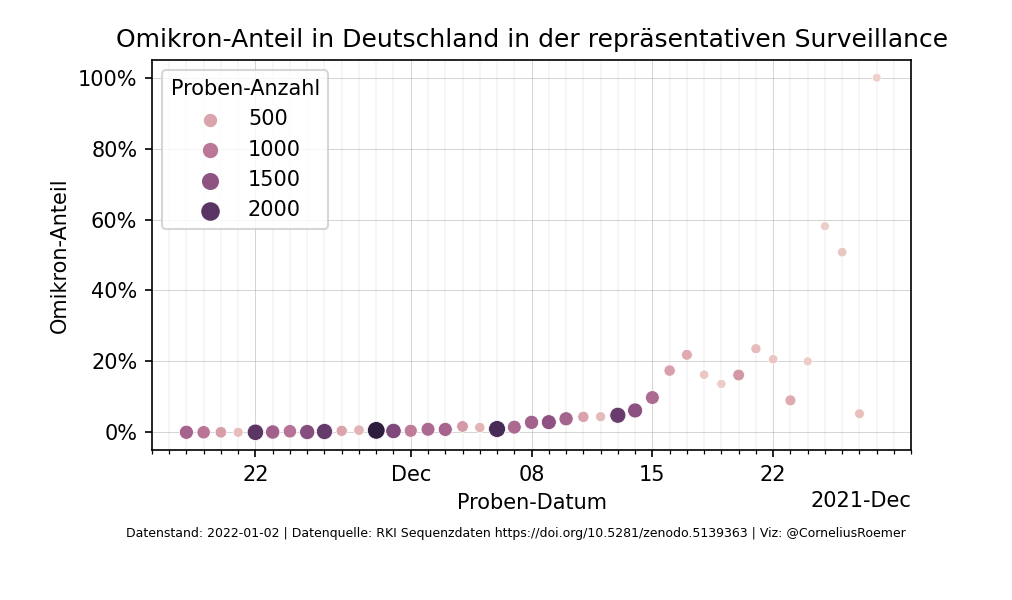 Omikron-Anteil in Deutschland in der repräsentativen Surveillance
Proben-Anzahl
500
1000
1500
2000
100%
80%
60%
40%
20%
0%
Omikron-Anteil
22
Dec
08
15
22
Proben-Datum
2021-Dec
Datenstand: 2022-01-02 | Datenquelle: RKI Sequenzdaten https://doi.org/10.5281/zenodo.5139363 | Viz: @CorneliusRoemer